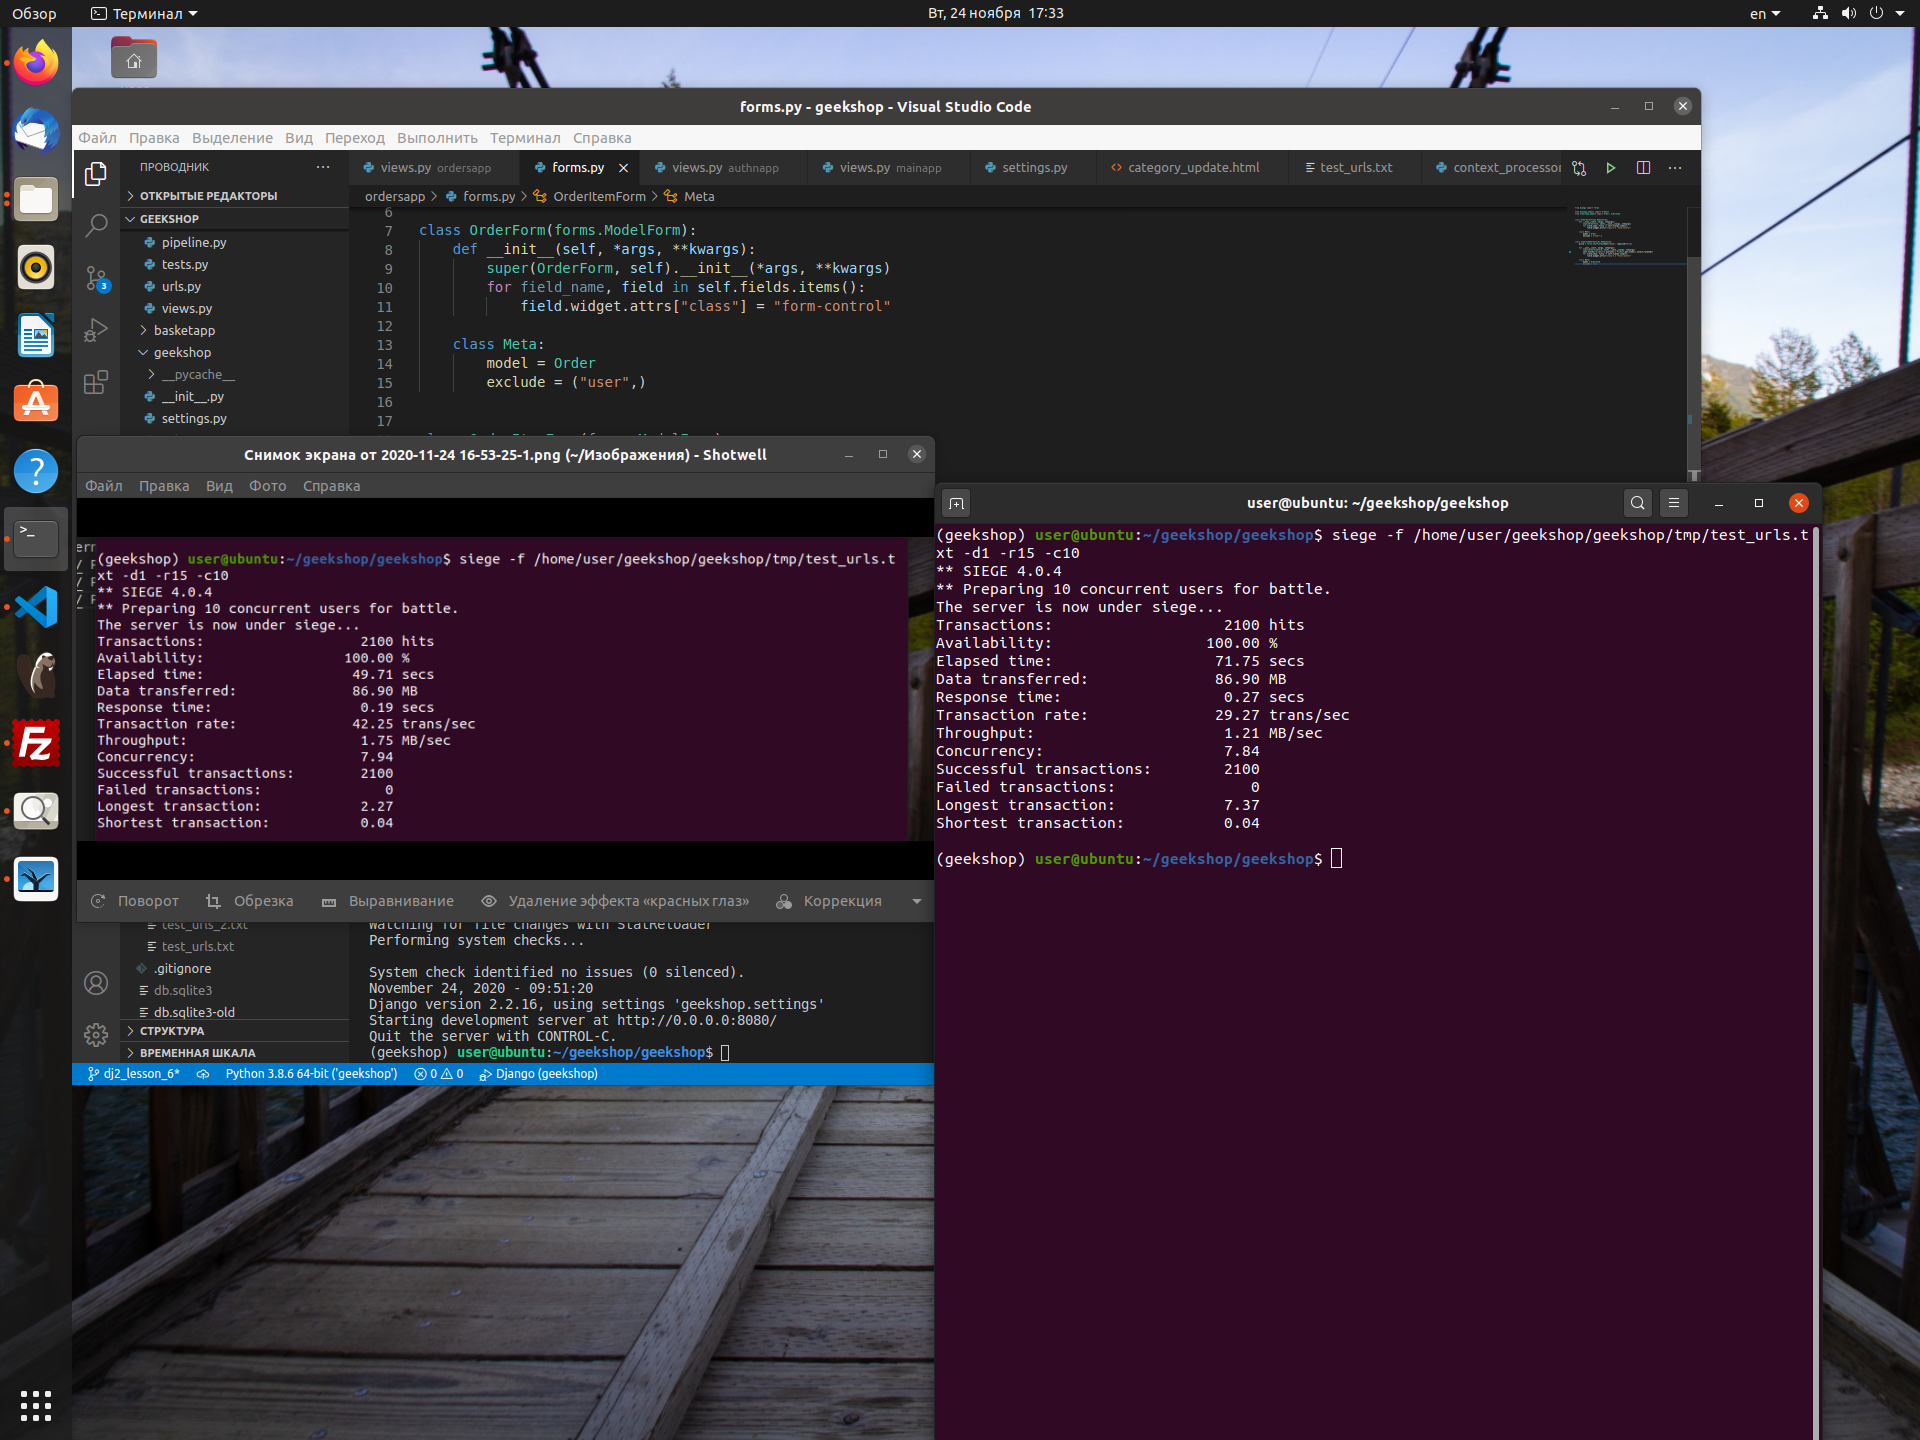 Обзор
Терминал
Вт, 24 ноября 17:33
en
forms.py - geekshop - Visual Studio Code
Файл Правка Выделение Вид Переход Выполнить Терминал Справка
ПРОВОДНИК
views.py ordersapp
forms.py
views.py authnapp
views.py mainapp
settings.py
category_update.html
test_urls.txt
context_processor
ОТКРЫТЫЕ РЕДАКТОРЫ
GEEKSHOP
pipeline.py
tests.py
urls.py
views.py
basketapp
geekshop
__pycache__
__init__.py
settings.py
3
ordersapp > forms.py > OrderItemForm > Meta
6
7 class OrderForm(forms.ModelForm):
8 def __init__(self, *args, **kwargs):
9 super(OrderForm, self).__init__(*args, **kwargs)
10 for field_name, field in self.fields.items():
11 field.widget.attrs["class"] = "form-control"
12
13 class Meta:
14 model = Order
15 exclude = ("user",)
16
17
Снимок экрана от 2020-11-24 16-53-25-1.png (~/Изображения) - Shotwell
Файл Правка Вид Фото Справка
(geekshop) user@ubuntu:~/geekshop/geekshop$ siege -f /home/user/geekshop/geekshop/tmp/test_urls.t
xt -d1 -r15 -c10
** SIEGE 4.0.4
** Preparing 10 concurrent users for battle.
The server is now under siege...
Transactions: 2100 hits
Availability: 100.00 %
Elapsed time: 49.71 secs
Data transferred: 86.90 MB
Response time: 0.19 secs
Transaction rate: 42.25 trans/sec
Throughput: 1.75 MB/sec
Concurrency: 7.94
Successful transactions: 2100
Failed transactions: 0
Longest transaction: 2.27
Shortest transaction: 0.04
Поворот Обрезка Выравнивание Удаление эффекта «красных глаз» Коррекция
user@ubuntu: ~/geekshop/geekshop
(geekshop) user@ubuntu:~/geekshop/geekshop$ siege -f /home/user/geekshop/geekshop/tmp/test_urls.t
xt -d1 -r15 -c10
** SIEGE 4.0.4
** Preparing 10 concurrent users for battle.
The server is now under siege...
Transactions: 2100 hits
Availability: 100.00 %
Elapsed time: 71.75 secs
Data transferred: 86.90 MB
Response time: 0.27 secs
Transaction rate: 29.27 trans/sec
Throughput: 1.21 MB/sec
Concurrency: 7.84
Successful transactions: 2100
Failed transactions: 0
Longest transaction: 7.37
Shortest transaction: 0.04
(geekshop) user@ubuntu:~/geekshop/geekshop$
test_urls_2.txt
test_urls.txt
.gitignore
db.sqlite3
db.sqlite3-old
СТРУКТУРА
ВРЕМЕННАЯ ШКАЛА
Watching for file changes with StatReloader
Performing system checks...
System check identified no issues (0 silenced).
November 24, 2020 - 09:51:20
Django version 2.2.16, using settings 'geekshop.settings'
Starting development server at http://0.0.0.0:8080/
Quit the server with CONTROL-C.
(geekshop) user@ubuntu:~/geekshop/geekshop$
dj2_lesson_6* Python 3.8.6 64-bit ('geekshop') 0 0 Django (geekshop)